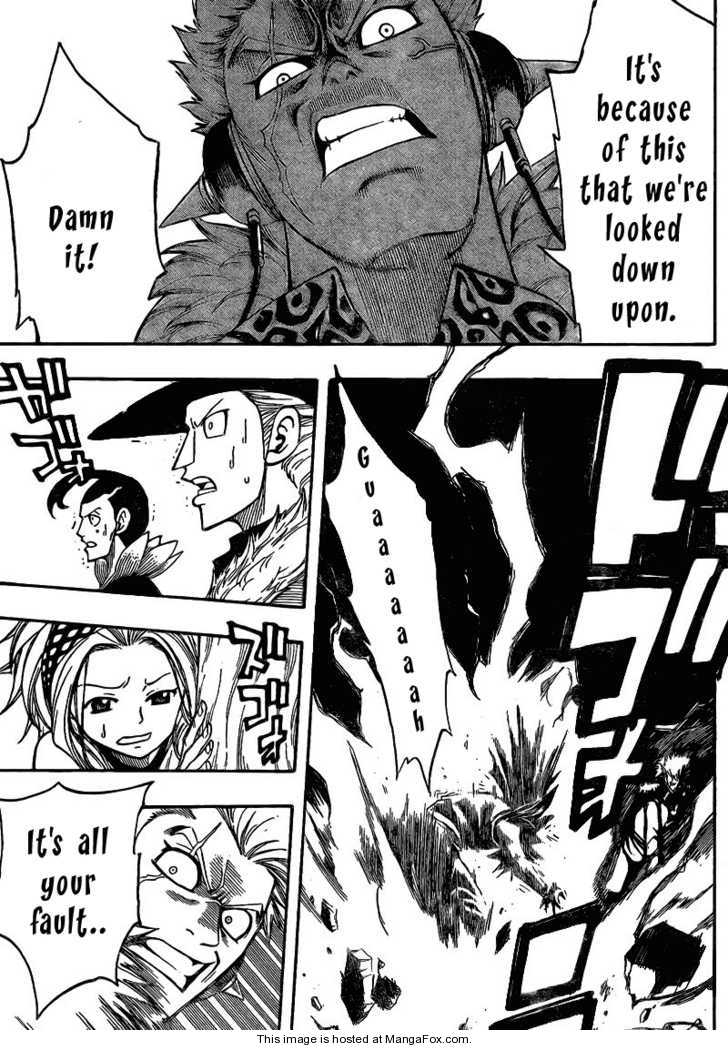 It's
because
of this
that we're
looked
down
upon.
Damn
it!
Guaaaaaaaah
It's all
your
fault..
This image is hosted at MangaFox.com.